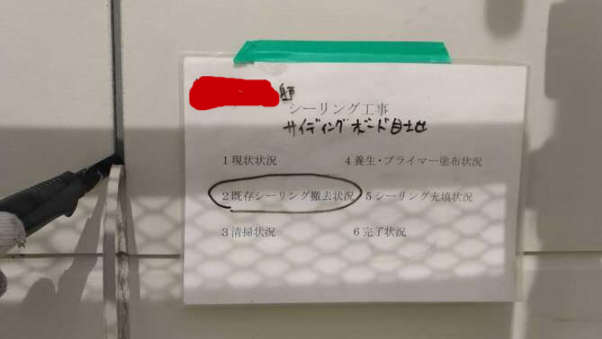 邸
シーリング工事
サイディングボード目地
1現状状況
4養生・プライマー塗布状況
2既存シーリング撤去状況
5シーリング充填状況
3清掃状況
6完了状況